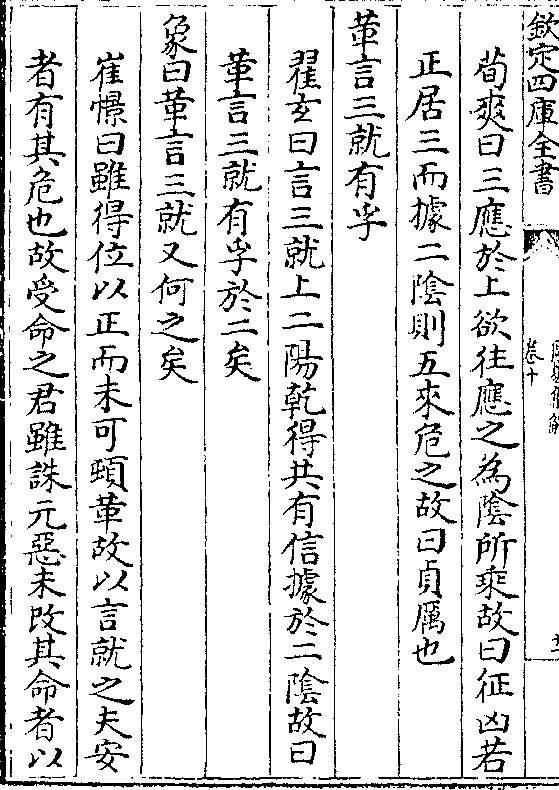 欽定四庫全書
卷十
荀爽曰三應於上欲往應之為陰所乘故曰征凶若
正居三而據二陰則五來危之故曰貞厲也
革言三就有孚
翟玄曰言三就上二陽乾得共有信據於二陰故曰
革言三就有孚於二矣
象曰革言三就又何之矣
崔憬曰雖得位以正而未可頓革故以言就之夫安
者有其危也故受命之君雖誅元惡未改其命者以